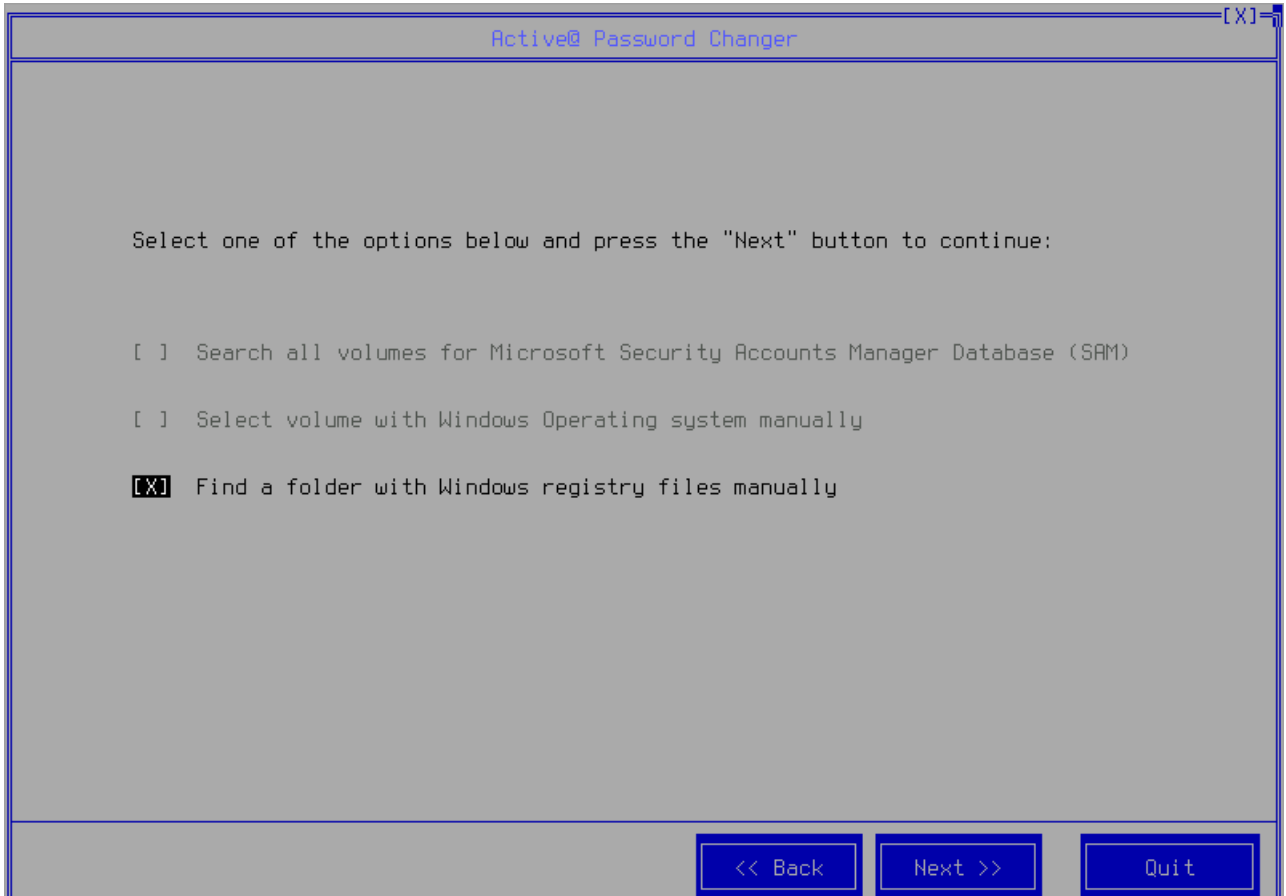 [X]
Active@ Password Changer
Select one of the options below and press the "Next" button to continue:
[ ] Search all volumes for Microsoft Security Accounts Manager Database (SAM)
[ ] Select volume with Windows Operating system manually
[X] Find a folder with Windows registry files manually
<< Back Next >> Quit